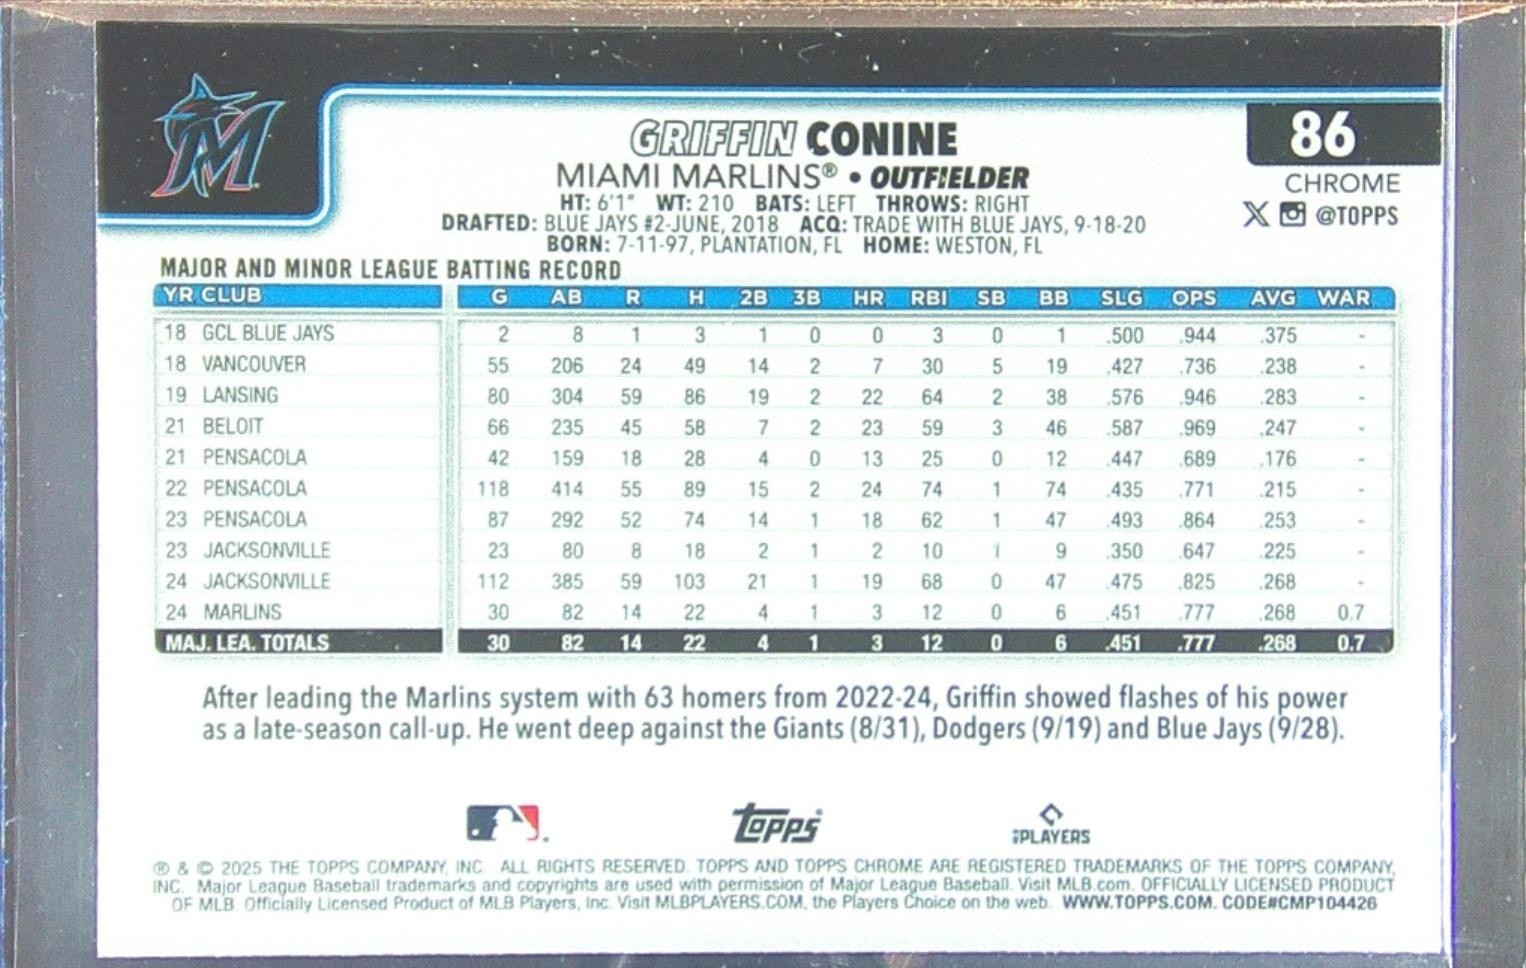 M
86
GRIFFIN CONINE
CHROME
MIAMI MARLINS® • OUTFIELDER
@TOPPS
HT: 6'1" WT: 210 BATS: LEFT THROWS: RIGHT
DRAFTED: BLUE JAYS #2-JUNE, 2018 ACQ: TRADE WITH BLUE JAYS, 9-18-20
BORN: 7-11-97, PLANTATION, FL HOME: WESTON, FL
MAJOR AND MINOR LEAGUE BATTING RECORD
YR CLUB G AB R H 2B 3B HR RBI SB BB SLG OPS AVG WAR
18 GCL BLUE JAYS 2 8 1 3 1 0 0 3 0 1 .500 .944 .375 -
18 VANCOUVER 55 206 24 49 14 2 7 30 5 19 .427 .736 .238 -
19 LANSING 80 304 59 86 19 2 22 64 2 38 .576 .946 .283 -
21 BELOIT 66 235 45 58 7 2 23 59 3 46 .587 .969 .247 -
21 PENSACOLA 42 159 18 28 4 0 13 25 0 12 .447 .689 .176 -
22 PENSACOLA 118 414 55 89 15 2 24 74 1 74 .435 .771 .215 -
23 PENSACOLA 87 292 52 74 14 1 18 62 1 47 .493 .864 .253 -
23 JACKSONVILLE 23 80 8 18 2 1 2 10 1 9 .350 .647 .225 -
24 JACKSONVILLE 112 385 59 103 21 1 19 68 0 47 .475 .825 .268 -
24 MARLINS 30 82 14 22 4 1 3 12 0 6 .451 .777 .268 0.7
MAJ. LEA. TOTALS 30 82 14 22 4 1 3 12 0 6 .451 .777 .268 0.7
After leading the Marlins system with 63 homers from 2022-24, Griffin showed flashes of his power
as a late-season call-up. He went deep against the Giants (8/31), Dodgers (9/19) and Blue Jays (9/28).
Topps® MLB PLAYERS
® & © 2025 THE TOPPS COMPANY, INC. ALL RIGHTS RESERVED. TOPPS AND TOPPS CHROME ARE REGISTERED TRADEMARKS OF THE TOPPS COMPANY,
INC. Major League Baseball trademarks and copyrights are used with permission of Major League Baseball. Visit MLB.com. OFFICIALLY LICENSED PRODUCT
OF MLB Officially Licensed Product of MLB Players, Inc. Visit MLBPLAYERS.COM, the Players Choice on the web. WWW.TOPPS.COM. CODE#CMP104426